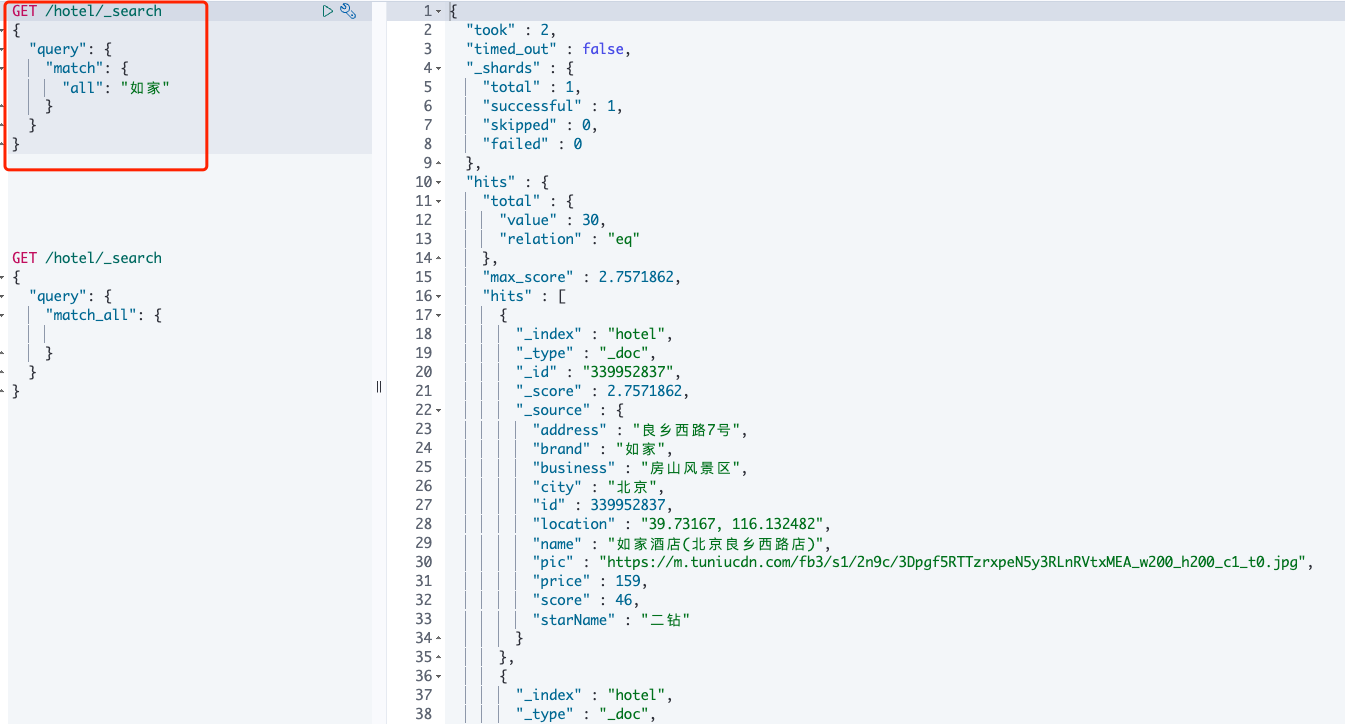 GET /hotel/_search
{
  "query": {
    "match": {
      "all": "如家"
    }
  }
}
GET /hotel/_search
{
  "query": {
    "match_all": {

    }
  }
}
1 {
2   "took" : 2,
3   "timed_out" : false,
4   "_shards" : {
5     "total" : 1,
6     "successful" : 1,
7     "skipped" : 0,
8     "failed" : 0
9   },
10   "hits" : {
11     "total" : {
12       "value" : 30,
13       "relation" : "eq"
14     },
15     "max_score" : 2.7571862,
16     "hits" : [
17       {
18         "_index" : "hotel",
19         "_type" : "_doc",
20         "_id" : "339952837",
21         "_score" : 2.7571862,
22         "_source" : {
23           "address" : "良乡西路7号",
24           "brand" : "如家",
25           "business" : "房山风景区",
26           "city" : "北京",
27           "id" : 339952837,
28           "location" : "39.73167, 116.132482",
29           "name" : "如家酒店(北京良乡西路店)",
30           "pic" : "https://m.tuniucdn.com/fb3/s1/2n9c/3Dpgf5RTTzrxpeN5y3RLnRVtxMEA_w200_h200_c1_t0.jpg",
31           "price" : 159,
32           "score" : 46,
33           "starName" : "二钻"
34         }
35       },
36       {
37         "_index" : "hotel",
38         "_type" : "_doc",